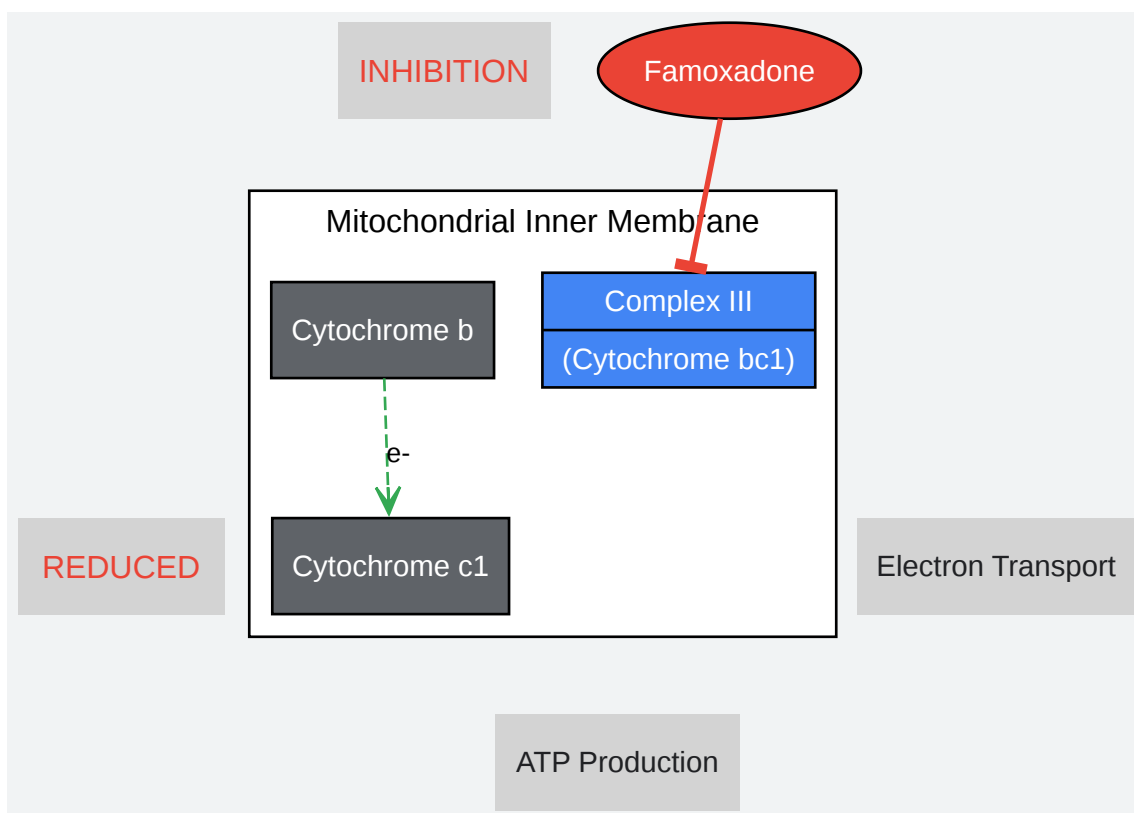 INHIBITION
Famoxadone
Mitochondrial Inner Membrane
Complex III
Cytochrome b
(Cytochrome bc1)
e-
REDUCED
Cytochrome c1
Electron Transport
ATP Production